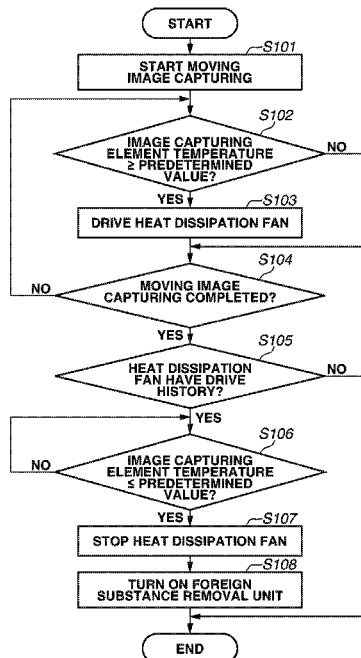 START
S101
START MOVING
IMAGE CAPTURING
S102
IMAGE CAPTURING
ELEMENT TEMPERATURE
≥ PREDETERMINED
VALUE?
NO
YES
S103
DRIVE HEAT DISSIPATION FAN
S104
MOVING IMAGE
CAPTURING COMPLETED?
NO
YES
S105
HEAT DISSIPATION
FAN HAVE DRIVE
HISTORY?
NO
YES
S106
IMAGE CAPTURING
ELEMENT TEMPERATURE
≤ PREDETERMINED
VALUE?
NO
YES
S107
STOP HEAT DISSIPATION FAN
S108
TURN ON FOREIGN
SUBSTANCE REMOVAL UNIT
END